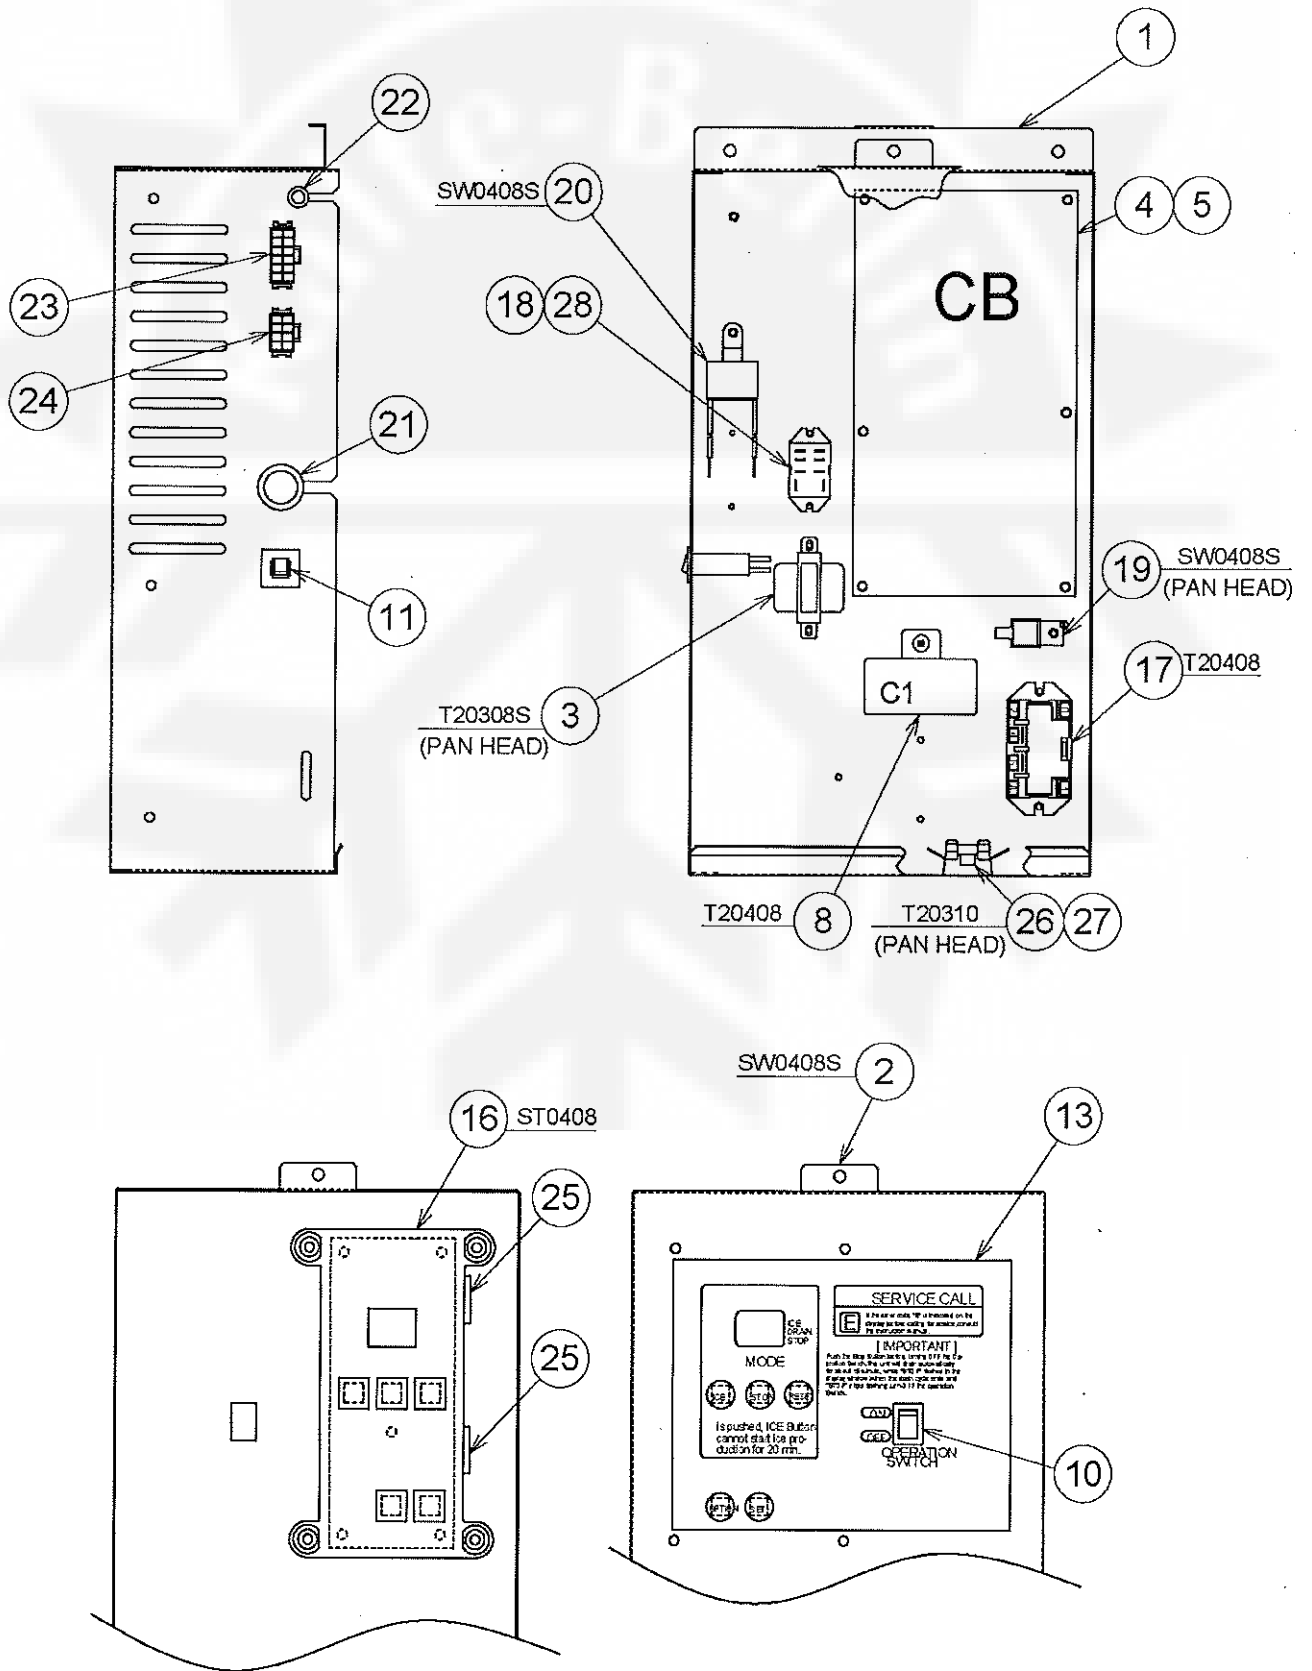 1
22
SW0408S 20
4 5
CB
23
18 28
24
21
19 SW0408S
(PAN HEAD)
11
17 T20408
C1
T20308S 3
(PAN HEAD)
T20408 8
T20310 26 27
(PAN HEAD)
SW0408S 2
16 ST0408
13
25
25
SERVICE CALL
E
ICE
DRAIN
STOP
MODE
[IMPORTANT]
is pushed, ICE Button
cannot start ice pro-
duction for 20 min.
ON
OFF
OPERATION
SWITCH
10